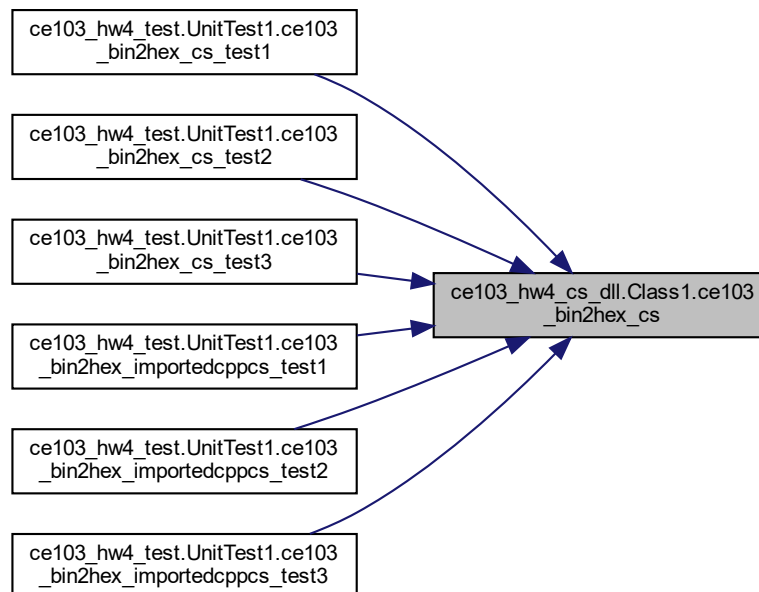 ce103_hw4_test.UnitTest1.ce103
_bin2hex_cs_test1
ce103_hw4_test.UnitTest1.ce103
_bin2hex_cs_test2
ce103_hw4_test.UnitTest1.ce103
_bin2hex_cs_test3
ce103_hw4_cs_dll.Class1.ce103
_bin2hex_cs
ce103_hw4_test.UnitTest1.ce103
_bin2hex_importedcppcs_test1
ce103_hw4_test.UnitTest1.ce103
_bin2hex_importedcppcs_test2
ce103_hw4_test.UnitTest1.ce103
_bin2hex_importedcppcs_test3